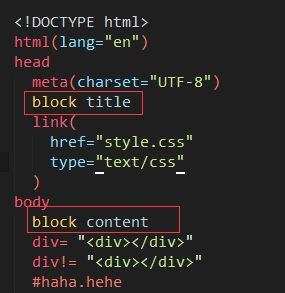 <!DOCTYPE html>
html(lang="en")
head
  meta(charset="UTF-8")
  block title
  link(
    href="style.css"
    type="text/css"
  )
body
  block content
  div= "<div></div>"
  div!= "<div></div>"
  #haha.hehe